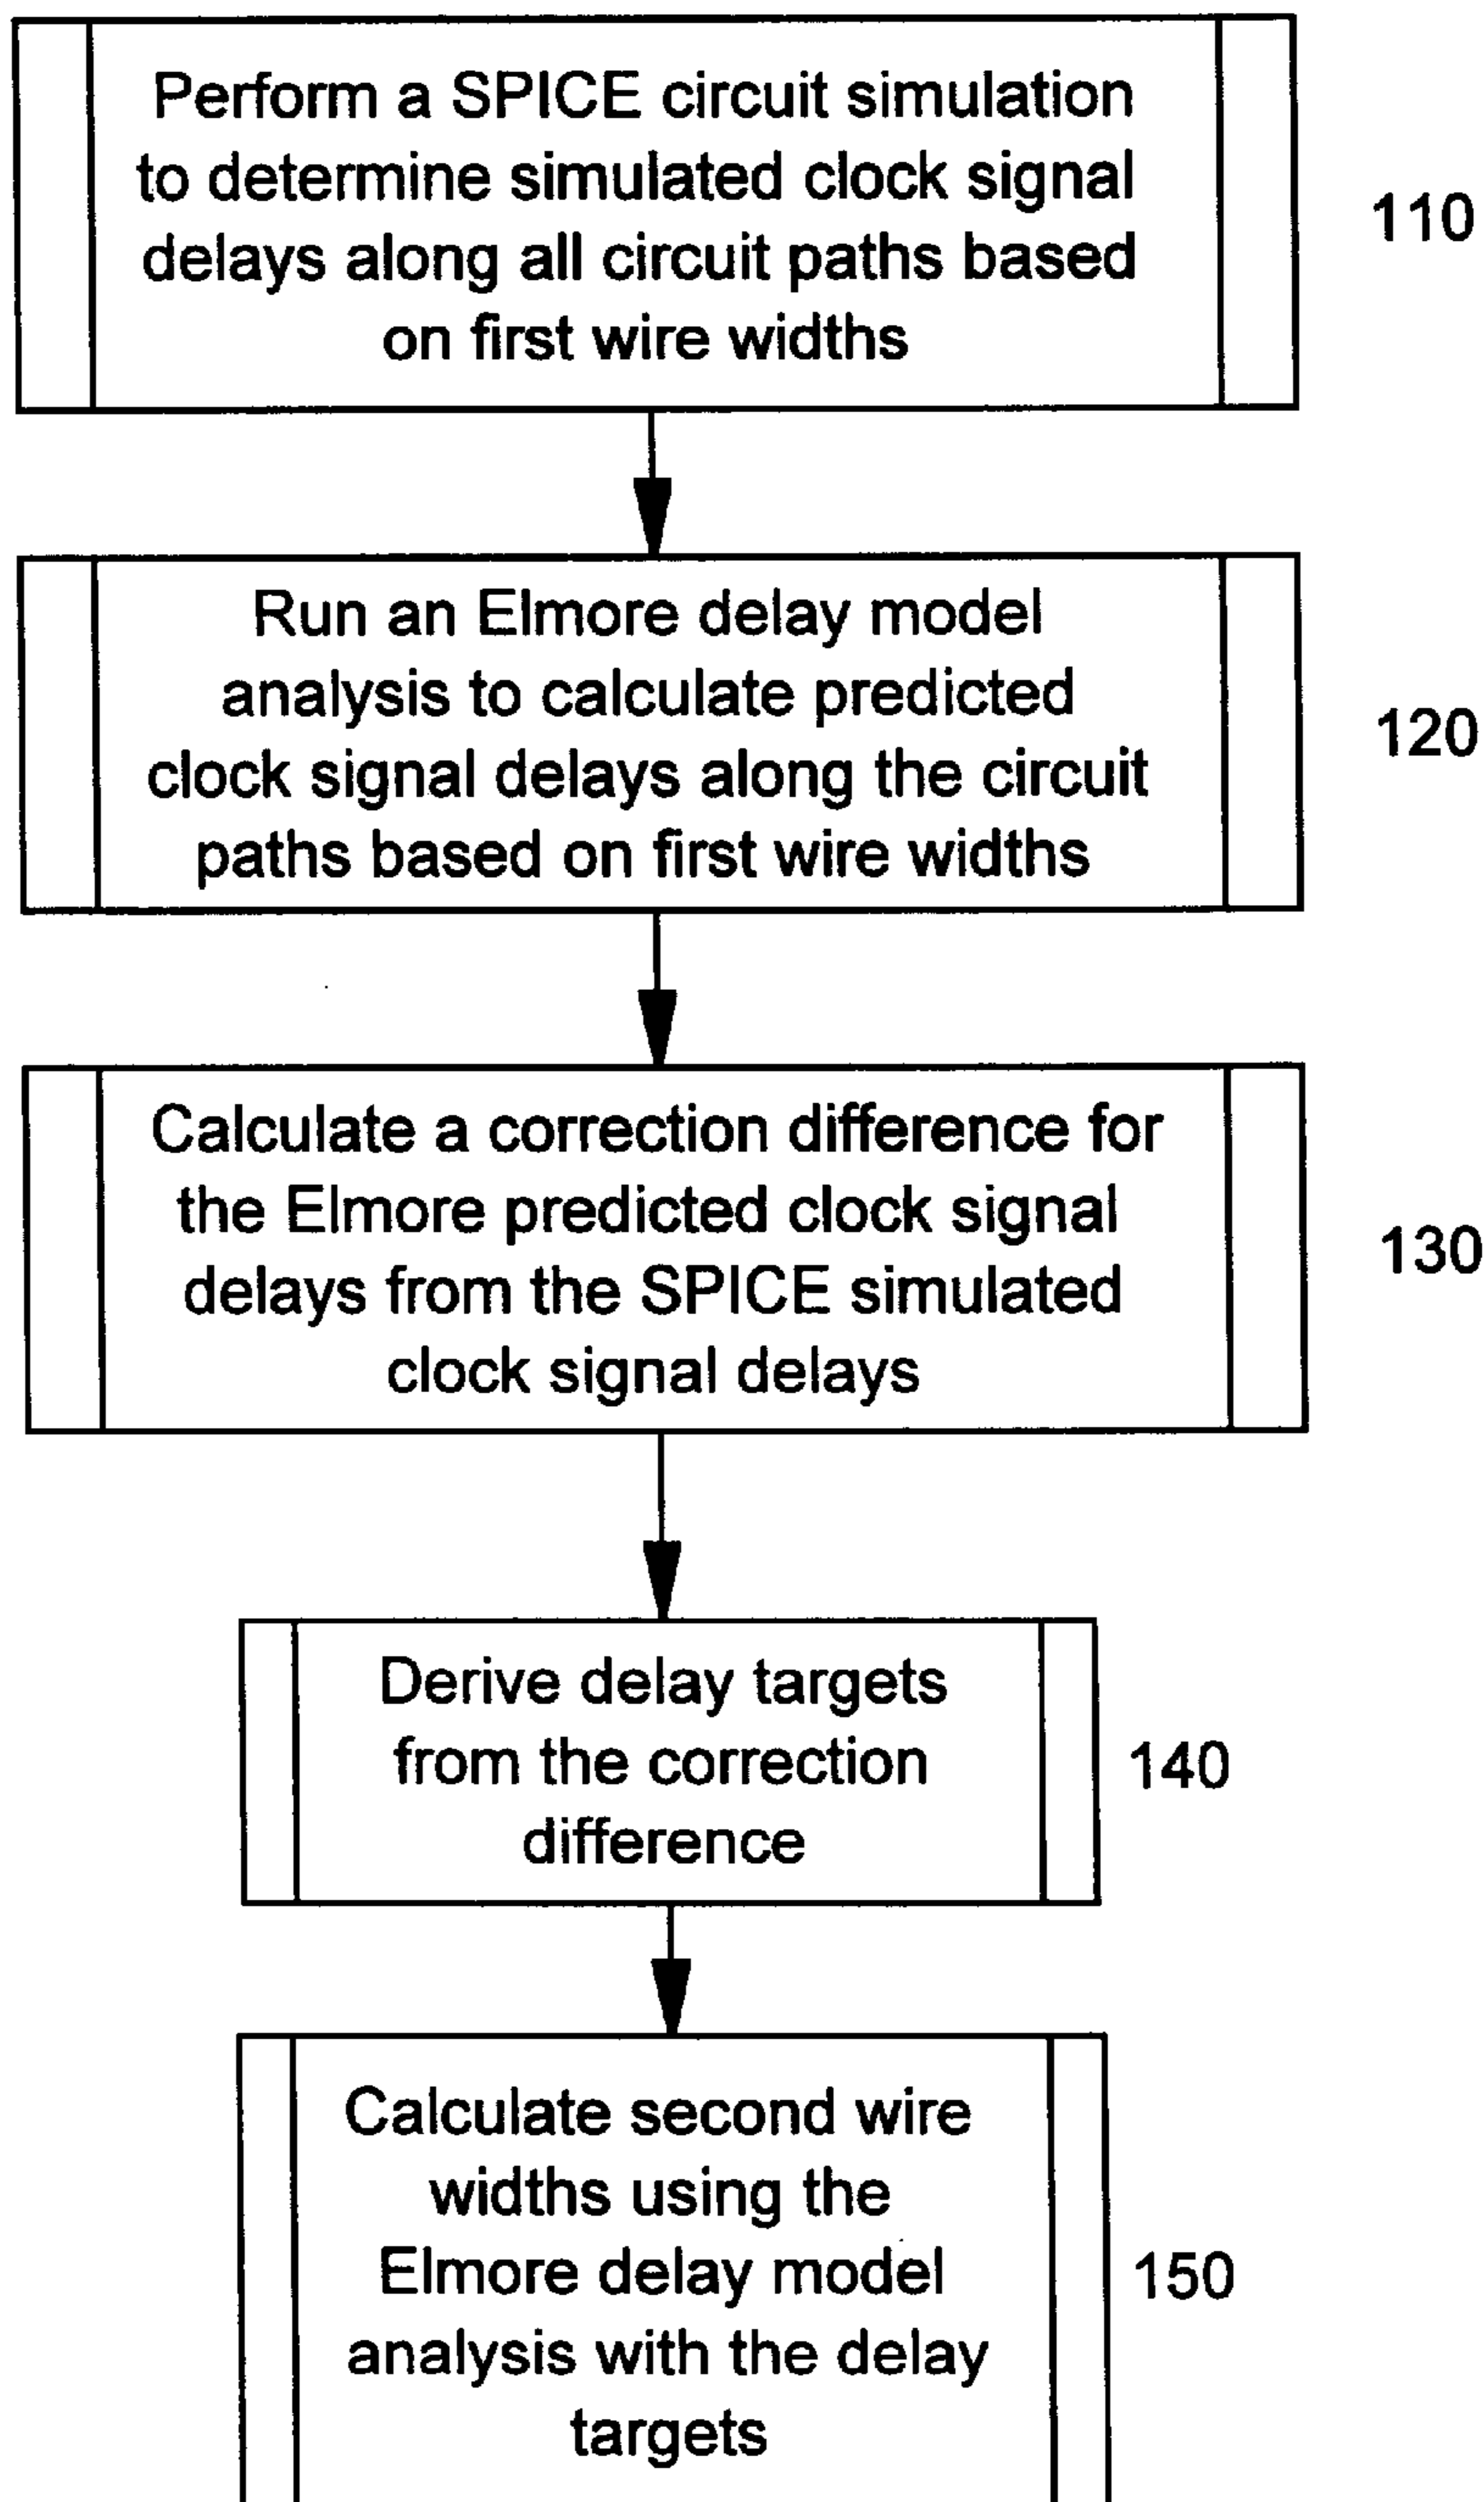 Perform a SPICE circuit simulation
to determine simulated clock signal
delays along all circuit paths based
on first wire widths
110
Run an Elmore delay model
analysis to calculate predicted
clock signal delays along the circuit
paths based on first wire widths
120
Calculate a correction difference for
the Elmore predicted clock signal
delays from the SPICE simulated
clock signal delays
130
Derive delay targets
from the correction
difference
140
Calculate second wire
widths using the
Elmore delay model
analysis with the delay
targets
150